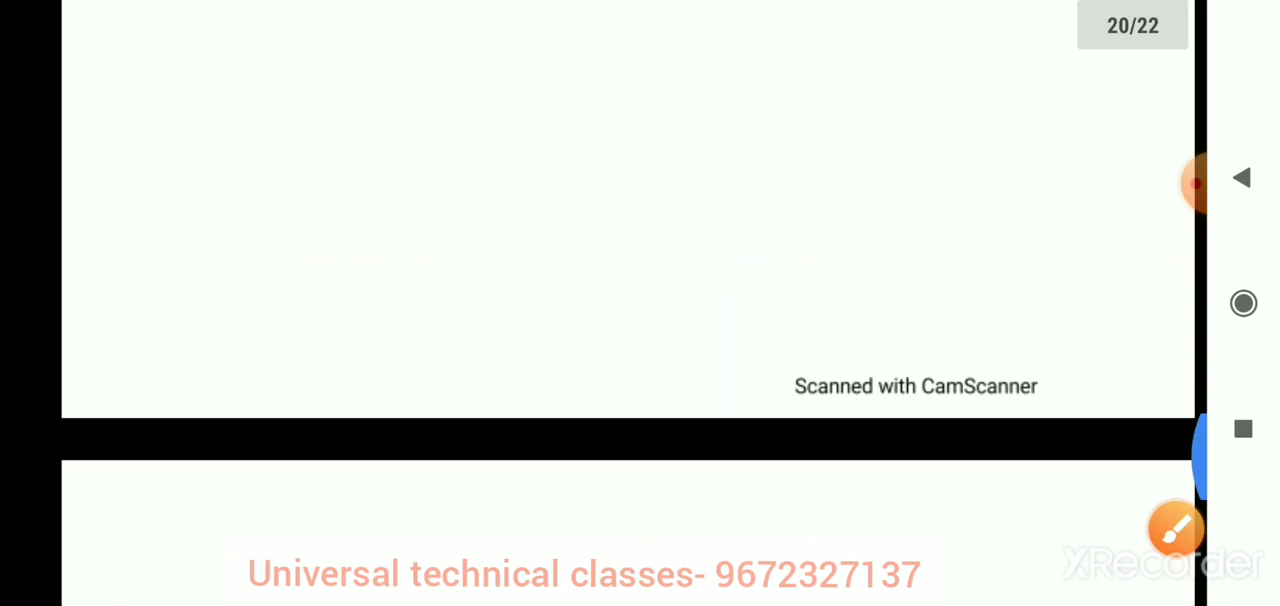 20/22
Scanned with CamScanner
Universal technical classes- 9672327137
XRecorder